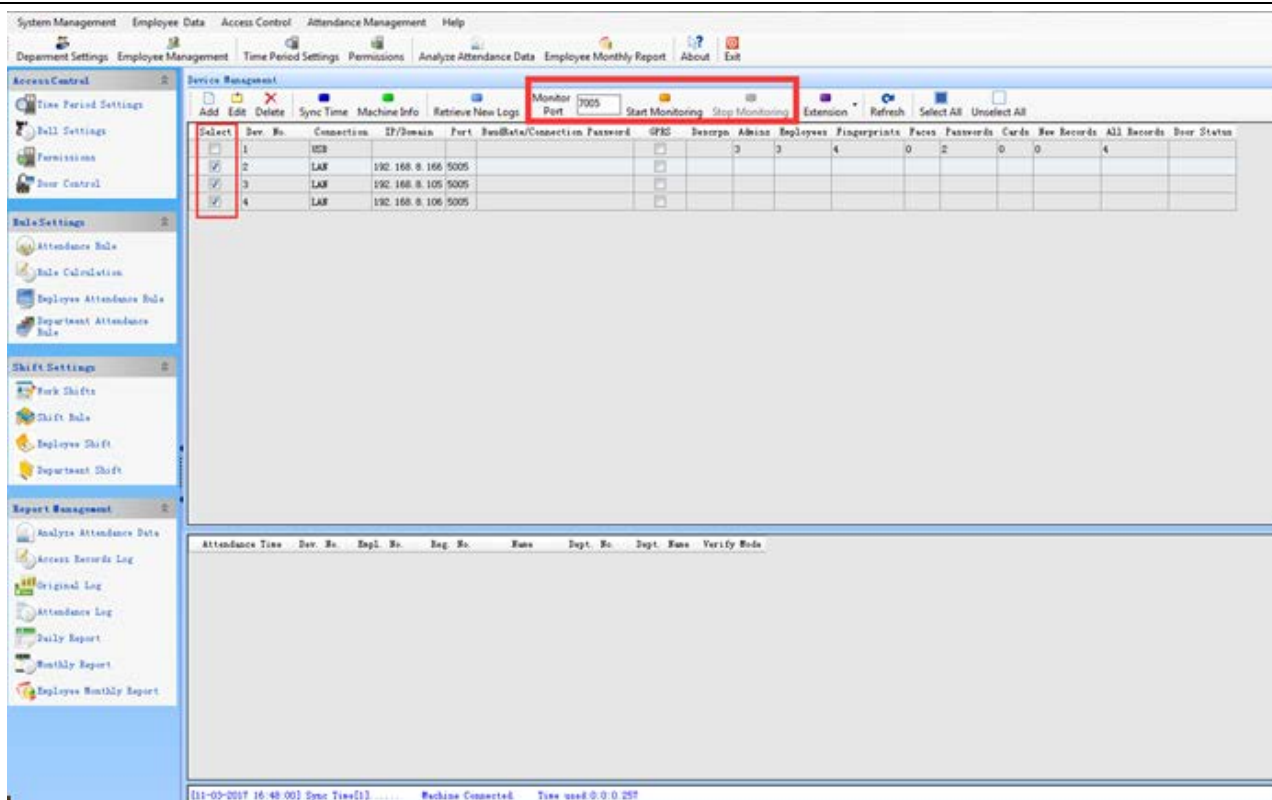 System Management Employee Data Access Control Attendance Management Help
Deparment Settings Employee Management Time Period Settings Permissions Analyze Attendance Data Employee Monthly Report About Exit
Access Control
Time Period Settings
Bell Settings
Permissions
Door Control
Rule Settings
Attendance Rule
Rule Calculation
Employee Attendance Rule
Department Attendance
Rule
Shift Settings
Work Shifts
Shift Rule
Employee Shift
Department Shift
Report Management
Analyze Attendance Data
Access Records Log
Original Log
Attendance Log
Daily Report
Monthly Report
Employee Monthly Report
Device Management
Add Edit Delete Sync Time Machine Info Retrieve New Logs Monitor Port 7005 Start Monitoring Stop Monitoring Extension Refresh Select All Unselect All
Select Dev. No. Connection IP/Domain Port BaudRate/Connection Password GPRS Descrpn Admins Employees Fingerprints Faces Passwords Cards New Records All Records Door Status
1 USB 3 3 4 0 2 0 0 4
2 LAN 192.168.8.166 5005
3 LAN 192.168.8.105 5005
4 LAN 192.168.8.106 5005
Attendance Time Dev. No. Empl. No. Reg. No. Name Dept. No. Dept. Name Verify Mode
[11-03-2017 16:48:00] Sync Time[1]...... Machine Connected. Time used:0:0:0.257